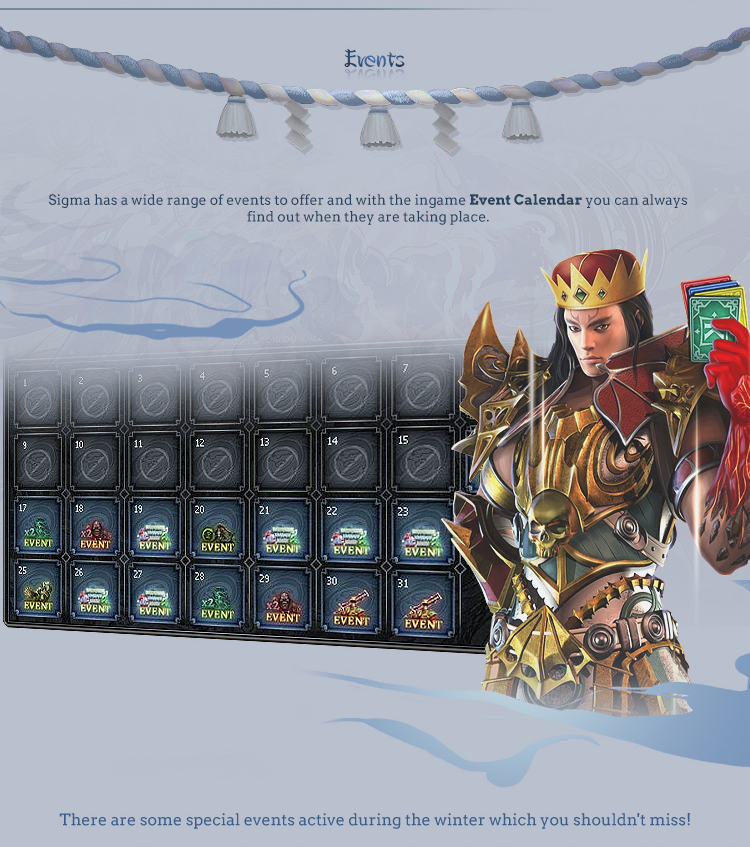 Events
Sigma has a wide range of events to offer and with the ingame Event Calendar you can always
find out when they are taking place.
1 2 3 4 5 6 7
9 10 11 12 13 14 15
17 18 19 20 21 22 23
x2 EVENT x2 EVENT EVENT EVENT EVENT EVENT EVENT
25 26 27 28 29 30 31
EVENT EVENT EVENT x2 EVENT x2 EVENT EVENT EVENT
There are some special events active during the winter which you shouldn't miss!